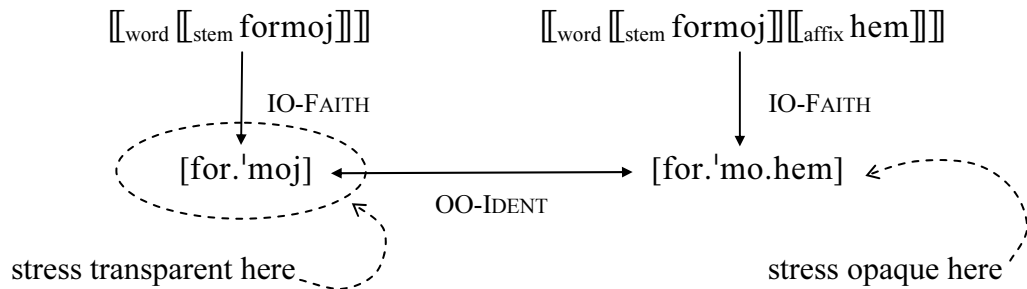 ⟦word ⟦stem formoj⟧⟧ ⟦word ⟦stem formoj⟧⟦affix hem⟧⟧
IO-FAITH IO-FAITH
[for.ˈmoj] [for.ˈmo.hem]
OO-IDENT
stress transparent here stress opaque here